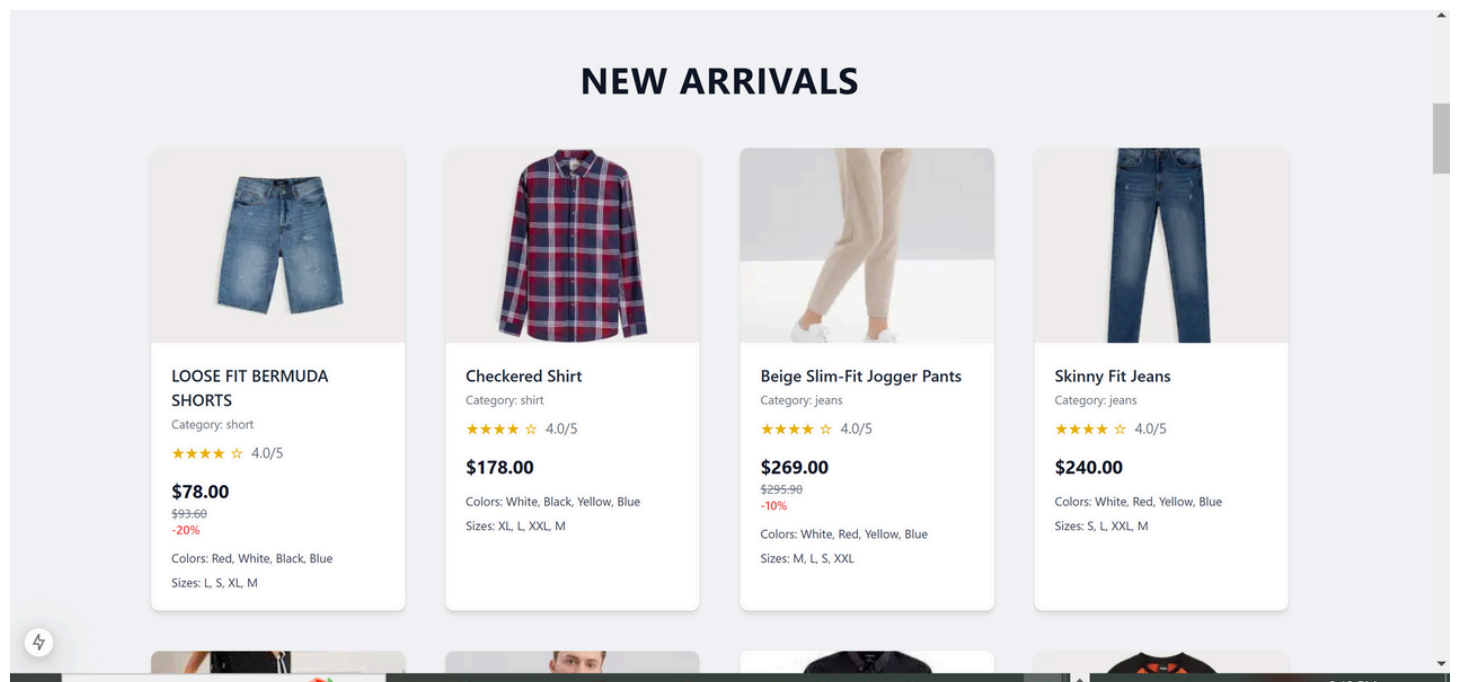 NEW ARRIVALS
LOOSE FIT BERMUDA
SHORTS
Category: short
★★★★ ☆ 4.0/5
$78.00
$93.60
-20%
Colors: Red, White, Black, Blue
Sizes: L, S, XL, M
Checkered Shirt
Category: shirt
★★★★ ☆ 4.0/5
$178.00
Colors: White, Black, Yellow, Blue
Sizes: XL, L, XXL, M
Beige Slim-Fit Jogger Pants
Category: jeans
★★★★ ☆ 4.0/5
$269.00
$295.90
-10%
Colors: White, Red, Yellow, Blue
Sizes: M, L, S, XXL
Skinny Fit Jeans
Category: jeans
★★★★ ☆ 4.0/5
$240.00
Colors: White, Red, Yellow, Blue
Sizes: S, L, XXL, M